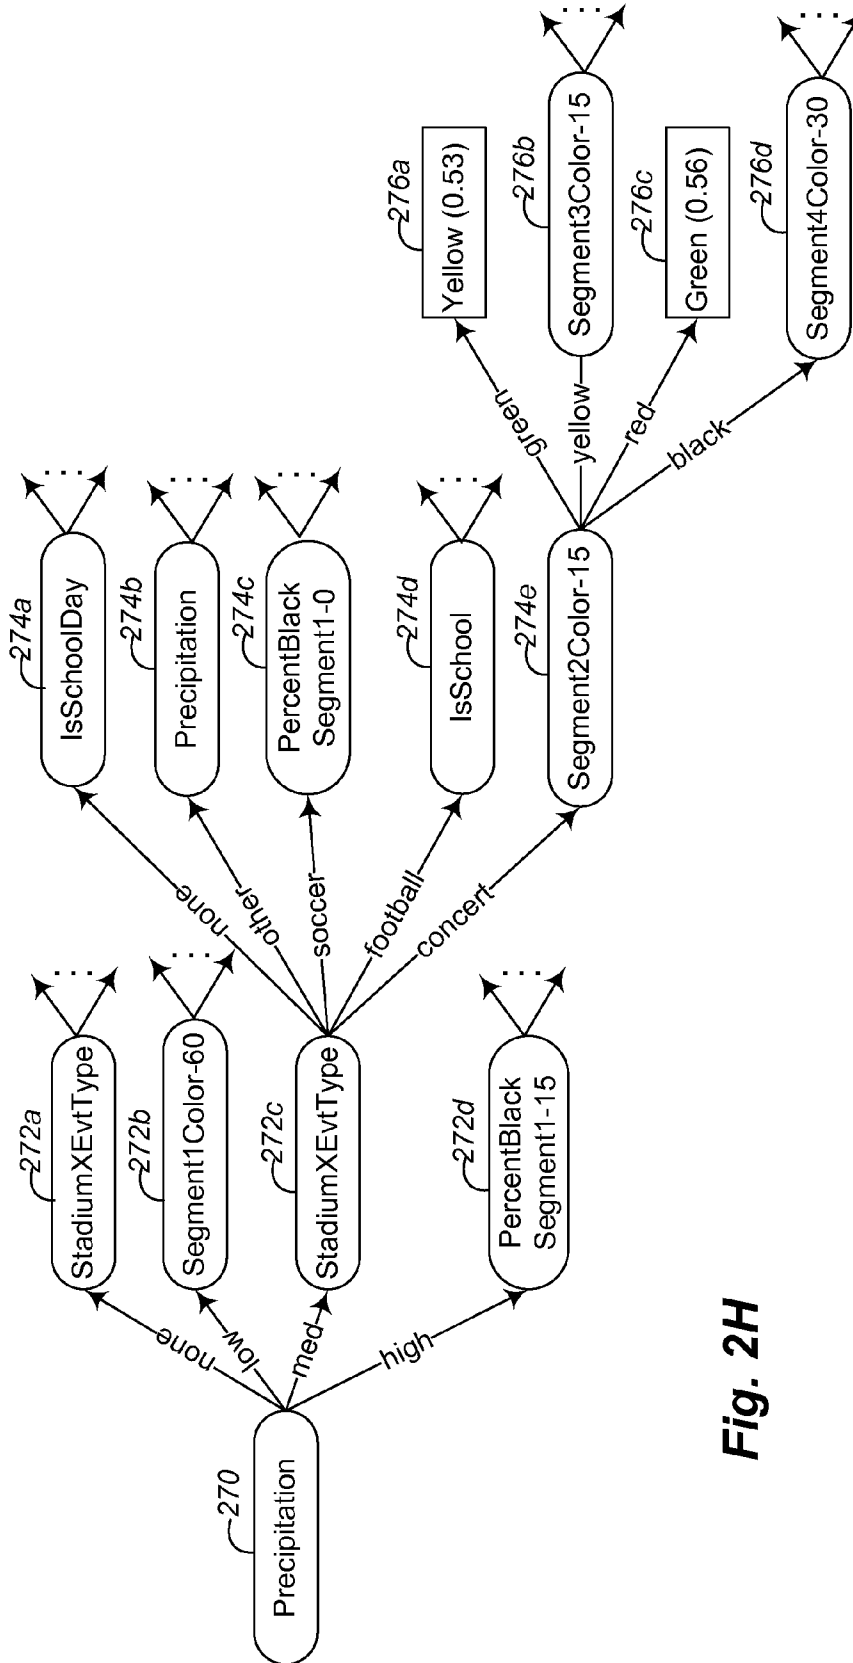 270
Precipitation
none
low
med
high
272a
StadiumXEvtType
272b
Segment1Color-60
272c
StadiumXEvtType
272d
PercentBlack
Segment1-15
...
...
...
none
other
soccer
football
concert
274a
IsSchoolDay
274b
Precipitation
274c
PercentBlack
Segment1-0
274d
IsSchool
274e
Segment2Color-15
...
...
...
...
green
yellow
red
black
276a
Yellow (0.53)
276b
Segment3Color-15
276c
Green (0.56)
276d
Segment4Color-30
...
...
Fig. 2H